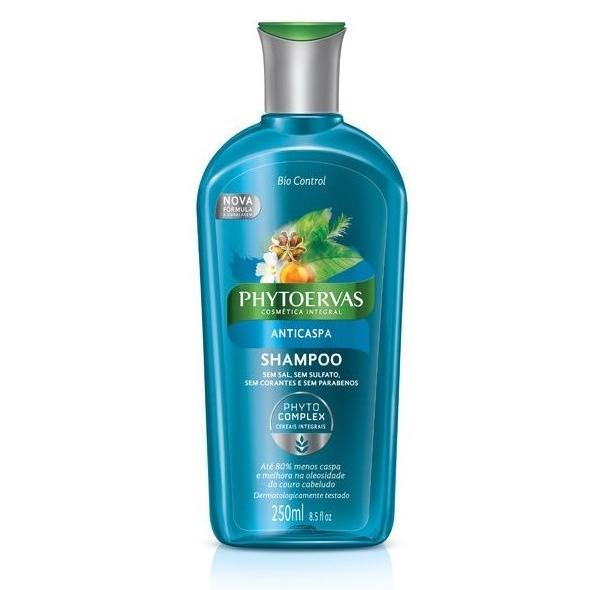 Bio Control
NOVA
FÓRMULA
& EMBALAGEM
PHYTOERVAS
COSMÉTICA INTEGRAL
ANTICASPA
SHAMPOO
SEM SAL, SEM SULFATO,
SEM CORANTES E SEM PARABENOS
PHYTO
COMPLEX
CEREAIS INTEGRAIS
Até 80% menos caspa
e melhora na oleosidade
do couro cabeludo
Dermatologicamente testado
250ml 8.5 fl oz